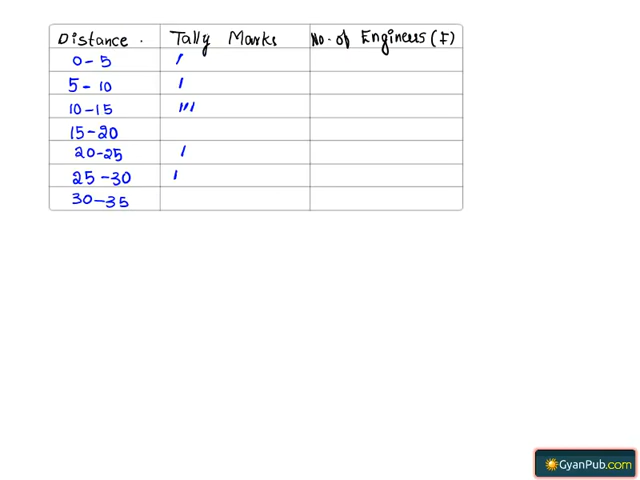 Distance . Tally Marks No. of Engineers (F)
0-5 I
5-10 I
10-15 III
15-20
20-25 I
25-30 I
30-35
GyanPub.com